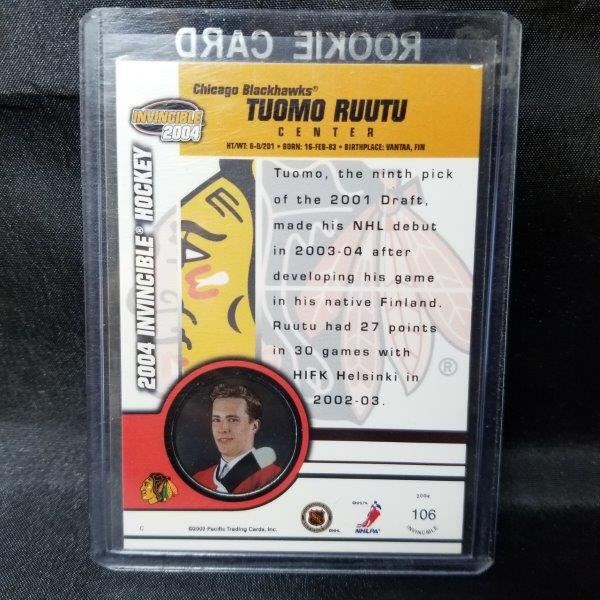 ROOKIE CARD
Chicago Blackhawks®
TUOMO RUUTU
CENTER
HT/WT: 6-0/201 • BORN: 16-FEB-83 • BIRTHPLACE: VANTAA, FIN
INVINCIBLE
2004
2004 INVINCIBLE® HOCKEY
Tuomo, the ninth pick
of the 2001 Draft,
made his NHL debut
in 2003-04 after
developing his game
in his native Finland.
Ruutu had 27 points
in 30 games with
HIFK Helsinki in
2002-03.
®
2004
106
INVINCIBLE
NHLPA
©2003 Pacific Trading Cards, Inc.